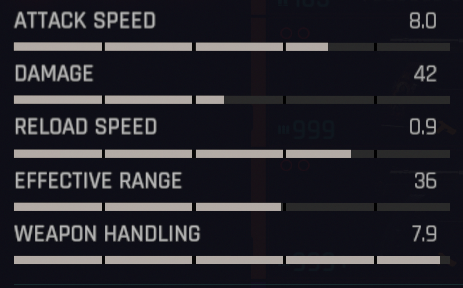 ATTACK SPEED 8.0
DAMAGE 42
RELOAD SPEED 0.9
EFFECTIVE RANGE 36
WEAPON HANDLING 7.9